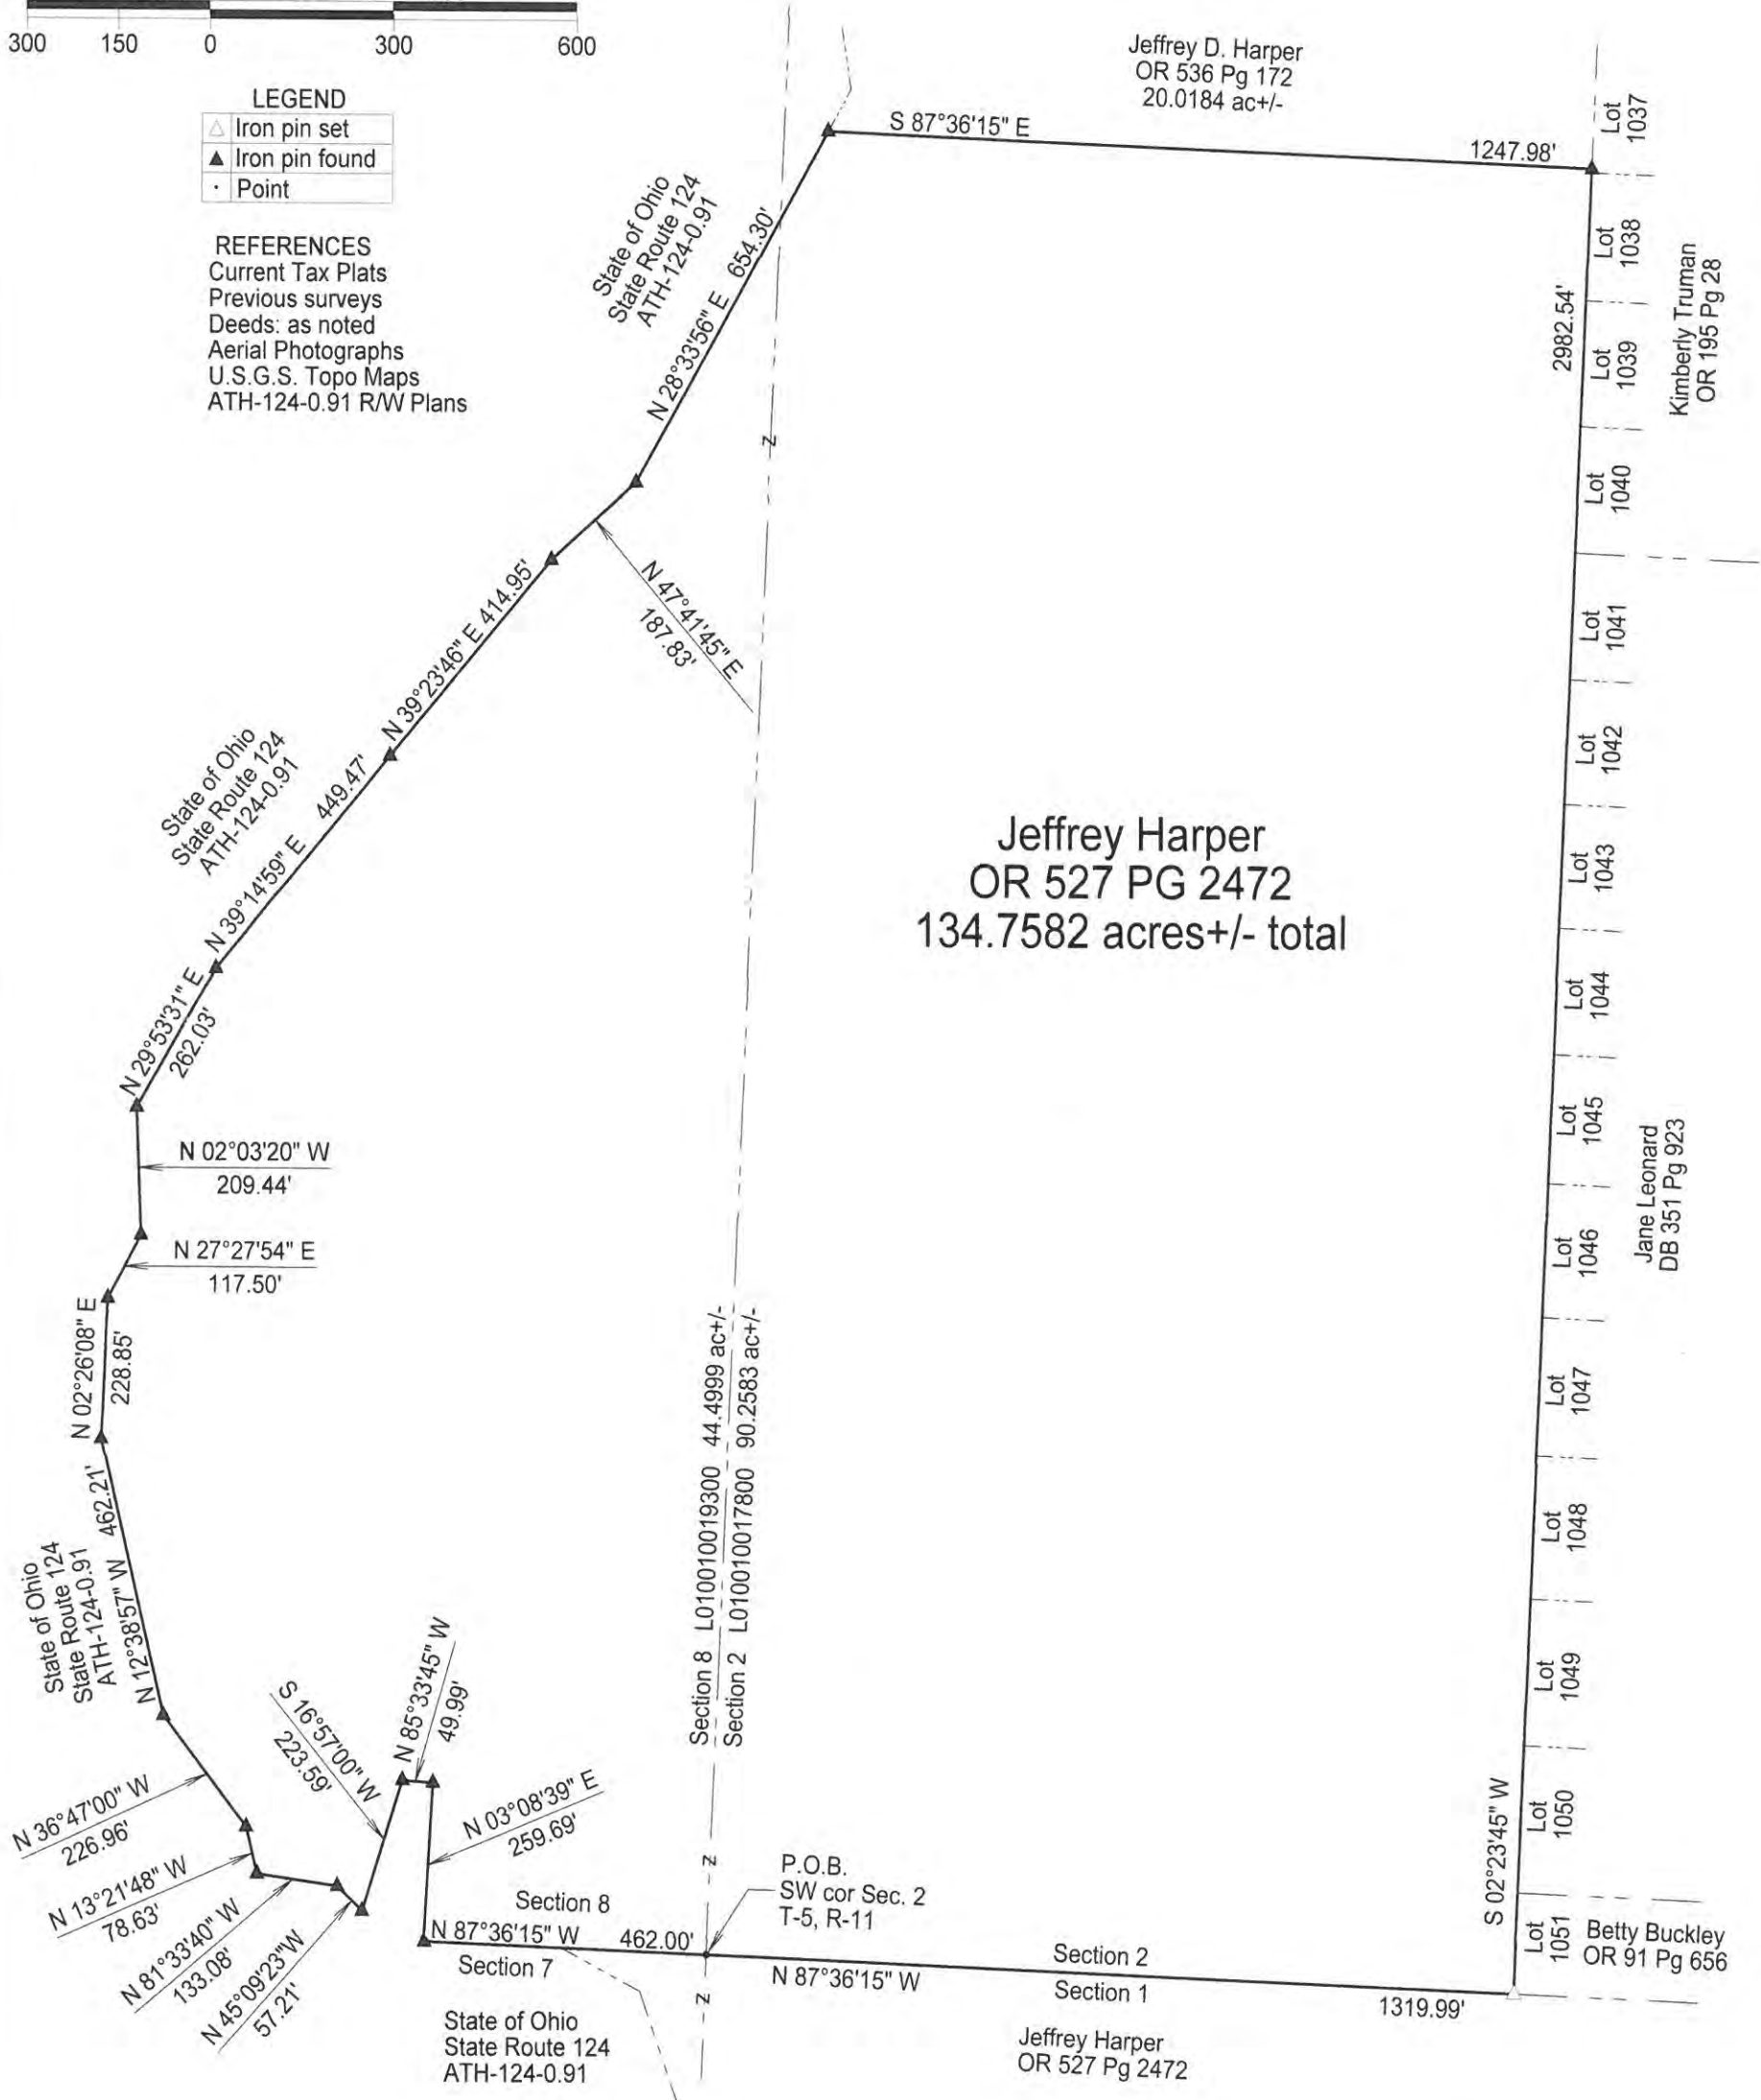 300 150 0 300 600
LEGEND
Iron pin set
Iron pin found
Point
REFERENCES
Current Tax Plats
Previous surveys
Deeds: as noted
Aerial Photographs
U.S.G.S. Topo Maps
ATH-124-0.91 R/W Plans
Jeffrey D. Harper
OR 536 Pg 172
20.0184 ac+/-
S 87°36'15" E
1247.98'
Lot
1037
Lot
1038
Lot
1039
Lot
1040
Lot
1041
Lot
1042
Lot
1043
Lot
1044
Lot
1045
Lot
1046
Lot
1047
Lot
1048
Lot
1049
Lot
1050
Lot
1051
2982.54'
S 02°23'45" W
Kimberly Truman
OR 195 Pg 28
Jane Leonard
DB 351 Pg 923
Betty Buckley
OR 91 Pg 656
State of Ohio
State Route 124
ATH-124-0.91
N 28°33'56" E 654.30'
Z
N 47°41'45" E
187.83'
N 39°23'46" E 414.95'
State of Ohio
State Route 124
ATH-124-0.91
N 39°14'59" E 449.47'
N 29°53'31" E
262.03'
N 02°03'20" W
209.44'
N 27°27'54" E
117.50'
N 02°26'08" E
228.85'
Jeffrey Harper
OR 527 PG 2472
134.7582 acres+/- total
Section 8 L010010019300 44.4999 ac+/-
Section 2 L010010017800 90.2583 ac+/-
State of Ohio
State Route 124
ATH-124-0.91
N 12°38'57" W 462.21'
N 36°47'00" W
226.96'
N 13°21'48" W
78.63'
N 81°33'40" W
133.08'
N 45°09'23"W
57.21'
S 16°57'00" W
223.59'
N 85°33'45" W
49.99'
N 03°08'39" E
259.69'
Section 8
N 87°36'15" W 462.00'
Section 7
Z
P.O.B.
SW cor Sec. 2
T-5, R-11
Z
N 87°36'15" W
Section 2
Section 1
1319.99'
State of Ohio
State Route 124
ATH-124-0.91
Jeffrey Harper
OR 527 Pg 2472